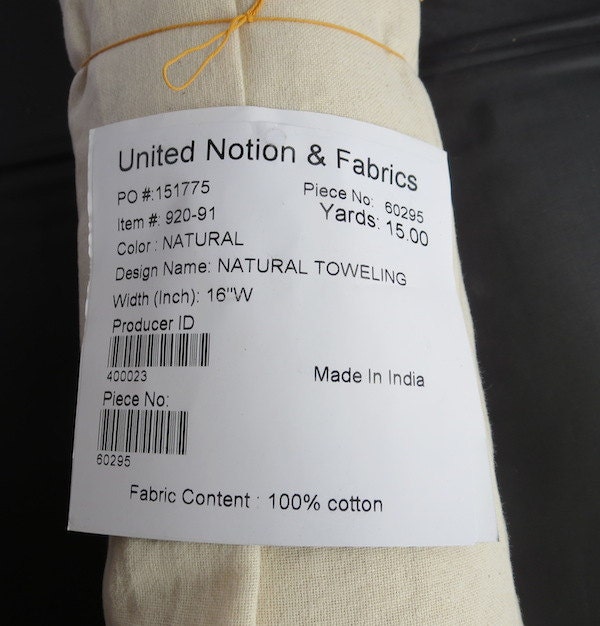 United Notion & Fabrics
PO #:151775
Piece No: 60295
Item #: 920-91
Yards: 15.00
Color : NATURAL
Design Name: NATURAL TOWELING
Width (Inch): 16"W
Producer ID
400023
Made In India
Piece No:
60295
Fabric Content : 100% cotton